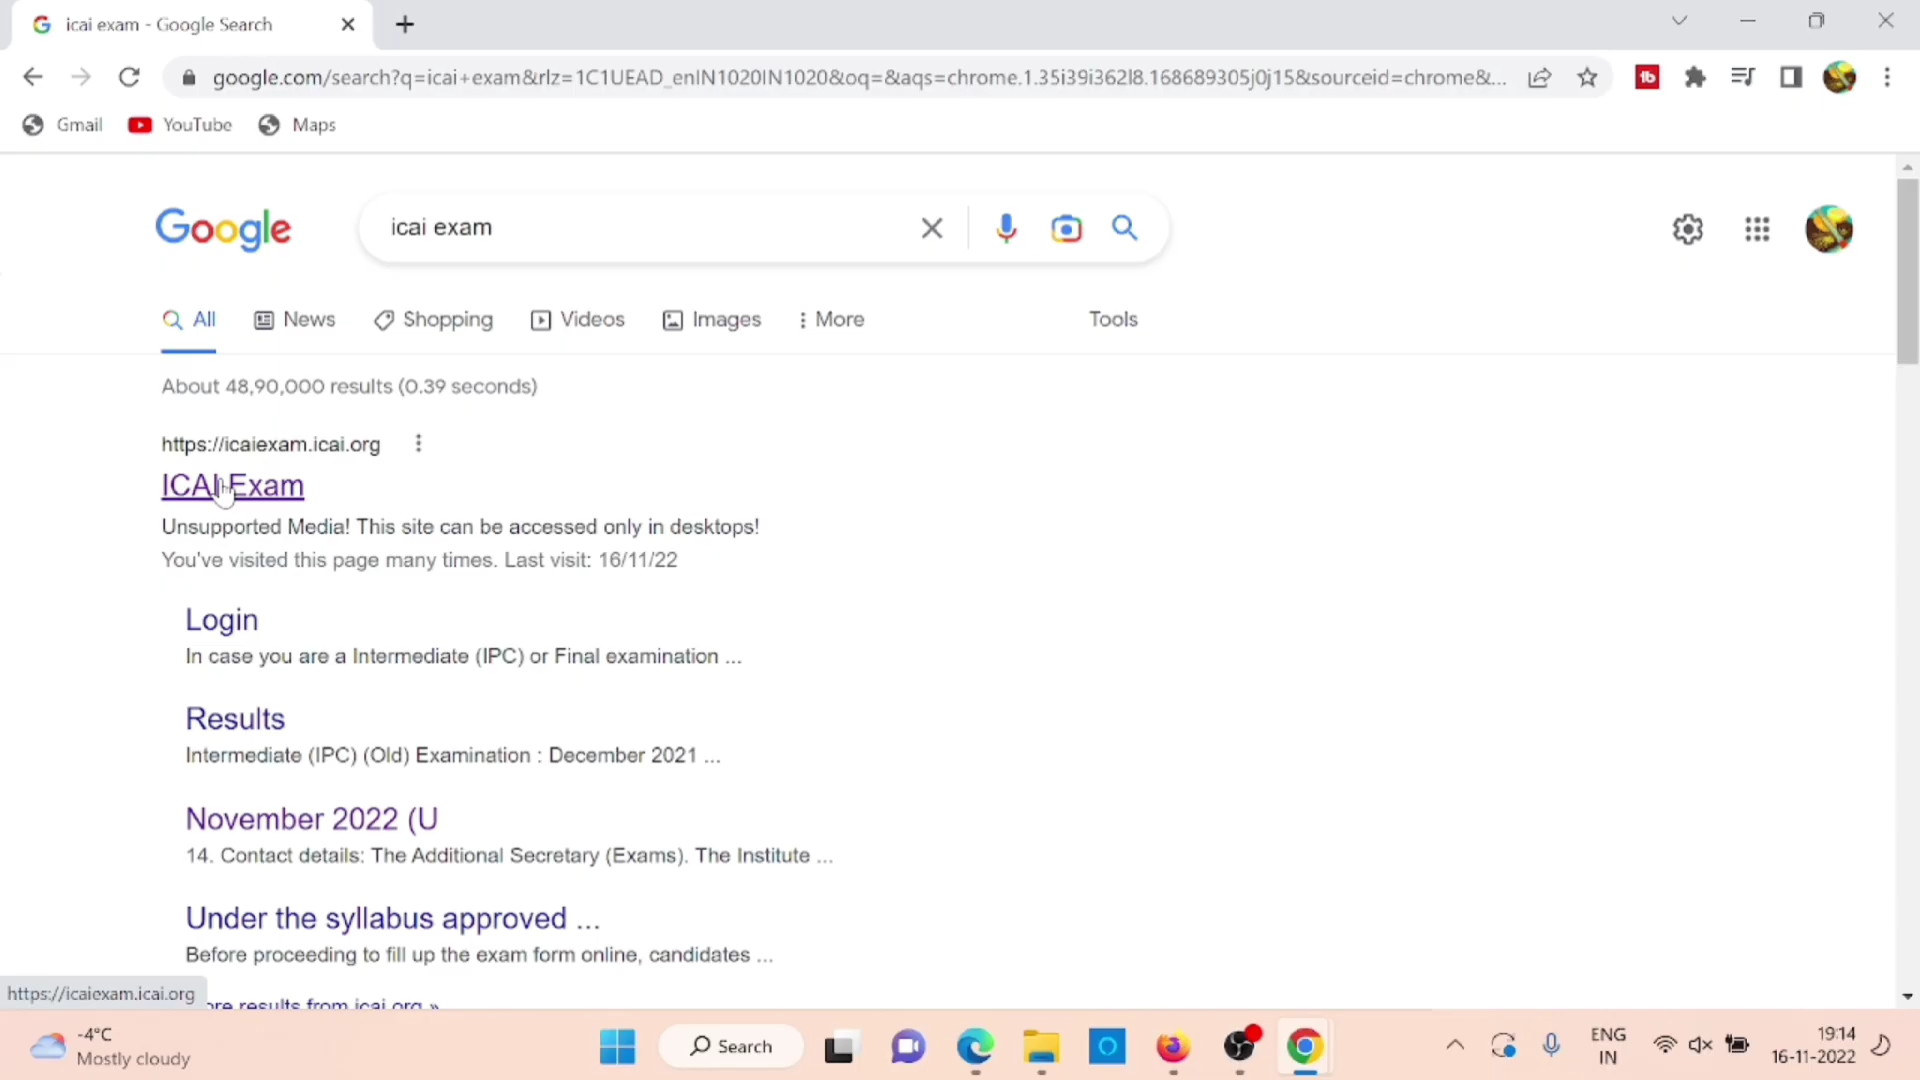 icai exam - Google Search
google.com/search?q=icai+exam&rlz=1C1UEAD_enIN1020IN1020&oq=&aqs=chrome.1.35i39i362l8.168689305j0j15&sourceid=chrome&...
Gmail YouTube Maps
Google icai exam
All News Shopping Videos Images More Tools
About 48,90,000 results (0.39 seconds)
https://icaiexam.icai.org
ICAI Exam
Unsupported Media! This site can be accessed only in desktops!
You've visited this page many times. Last visit: 16/11/22
Login
In case you are a Intermediate (IPC) or Final examination ...
Results
Intermediate (IPC) (Old) Examination : December 2021 ...
November 2022 (U
14. Contact details: The Additional Secretary (Exams). The Institute ...
Under the syllabus approved ...
Before proceeding to fill up the exam form online, candidates ...
https://icaiexam.icai.org
results from icai.org »
-4°C
Mostly cloudy
Search
ENG
IN
19:14
16-11-2022